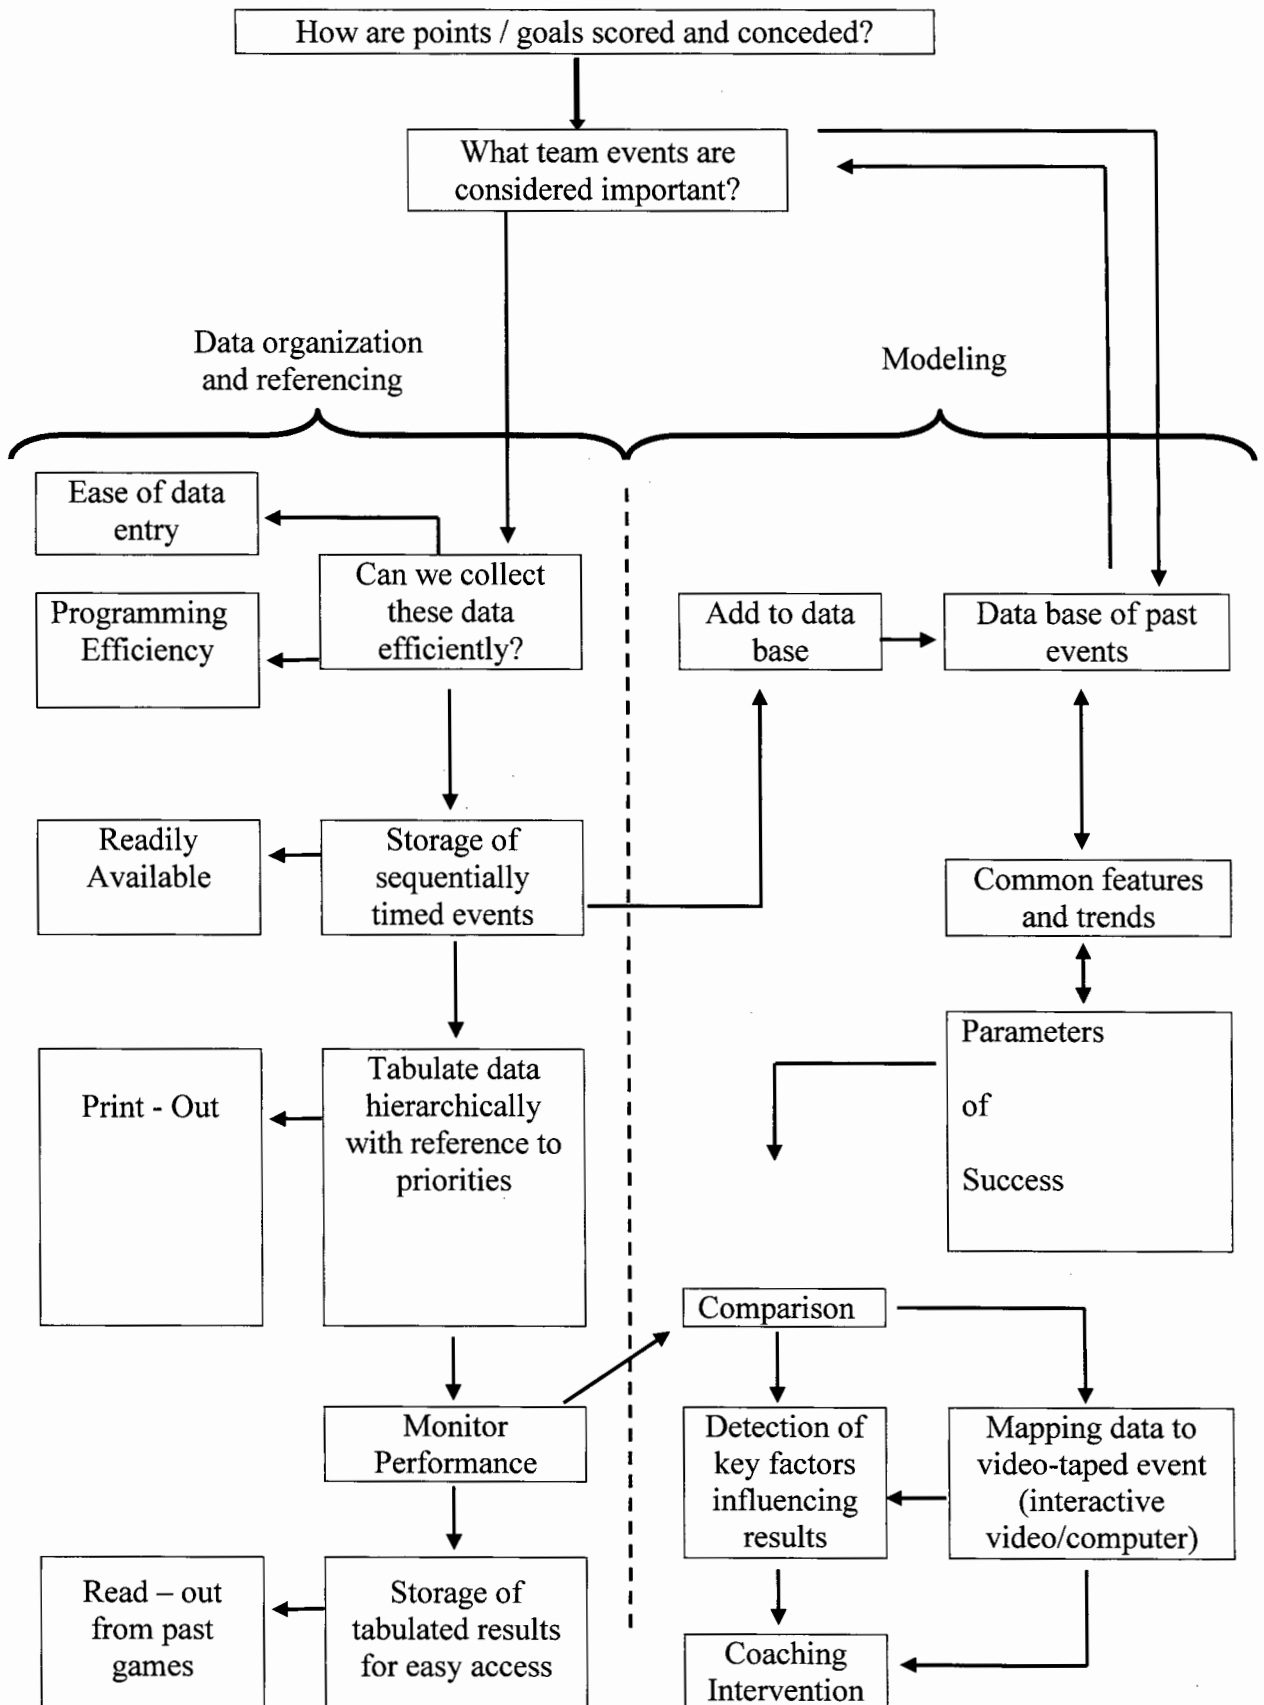 How are points / goals scored and conceded?
What team events are
considered important?
Data organization
and referencing
Modeling
Ease of data
entry
Can we collect
these data
efficiently?
Programming
Efficiency
Add to data
base
Data base of past
events
Readily
Available
Storage of
sequentially
timed events
Common features
and trends
Print - Out
Tabulate data
hierarchically
with reference to
priorities
Parameters
of
Success
Comparison
Monitor
Performance
Detection of
key factors
influencing
results
Mapping data to
video-taped event
(interactive
video/computer)
Read – out
from past
games
Storage of
tabulated results
for easy access
Coaching
Intervention